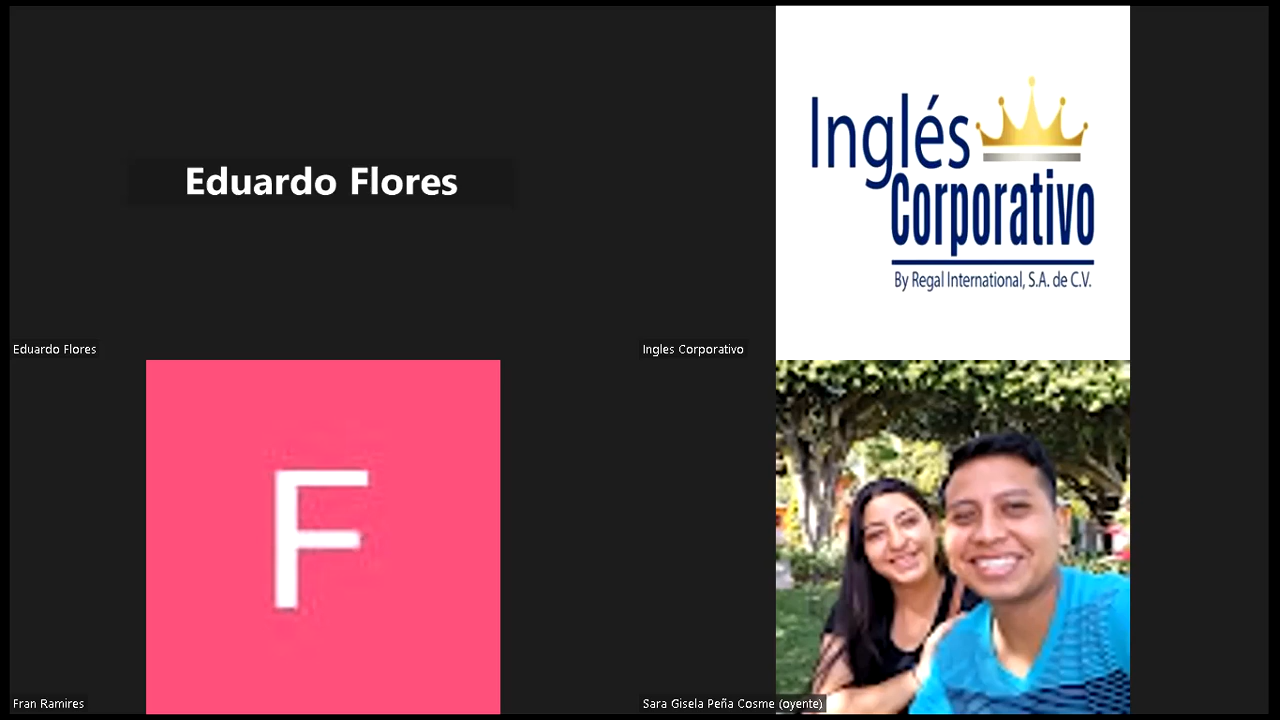 Eduardo Flores
Eduardo Flores
Inglés
Corporativo
By Regal International, S.A. de C.V.
Ingles Corporativo
F
Fran Ramires
Sara Gisela Peña Cosme (oyente)